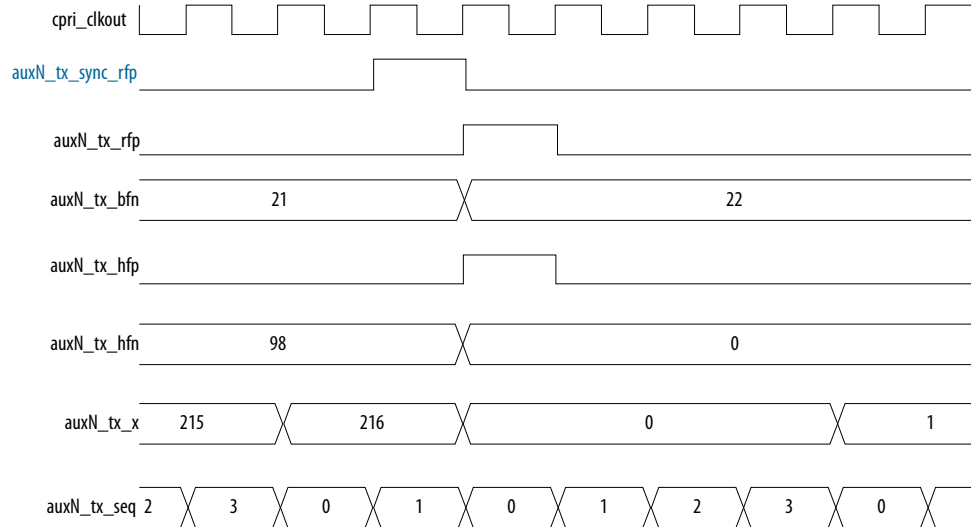 cpri_clkout
auxN_tx_sync_rfp
auxN_tx_rfp
auxN_tx_bfn 21 22
auxN_tx_hfp
auxN_tx_hfn 98 0
auxN_tx_x 215 216 0 1
auxN_tx_seq 2 3 0 1 0 1 2 3 0